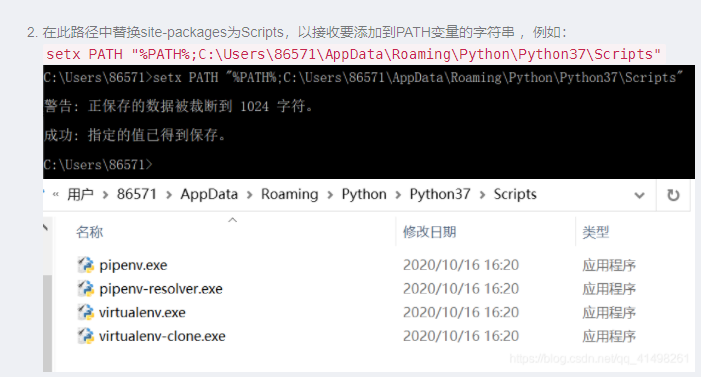 2. 在此路径中替换site-packages为Scripts，以接收要添加到PATH变量的字符串 ，例如：
setx PATH "%PATH%;C:\Users\86571\AppData\Roaming\Python\Python37\Scripts"
C:\Users\86571>setx PATH "%PATH%;C:\Users\86571\AppData\Roaming\Python\Python37\Scripts"
警告: 正保存的数据被裁断到 1024 字符。
成功: 指定的值已得到保存。
C:\Users\86571>
« 用户 > 86571 > AppData > Roaming > Python > Python37 > Scripts
名称 修改日期 类型
pipenv.exe 2020/10/16 16:20 应用程序
pipenv-resolver.exe 2020/10/16 16:20 应用程序
virtualenv.exe 2020/10/16 16:20 应用程序
virtualenv-clone.exe 2020/10/16 16:20 应用程序
https://blog.csdn.net/qq_41498261